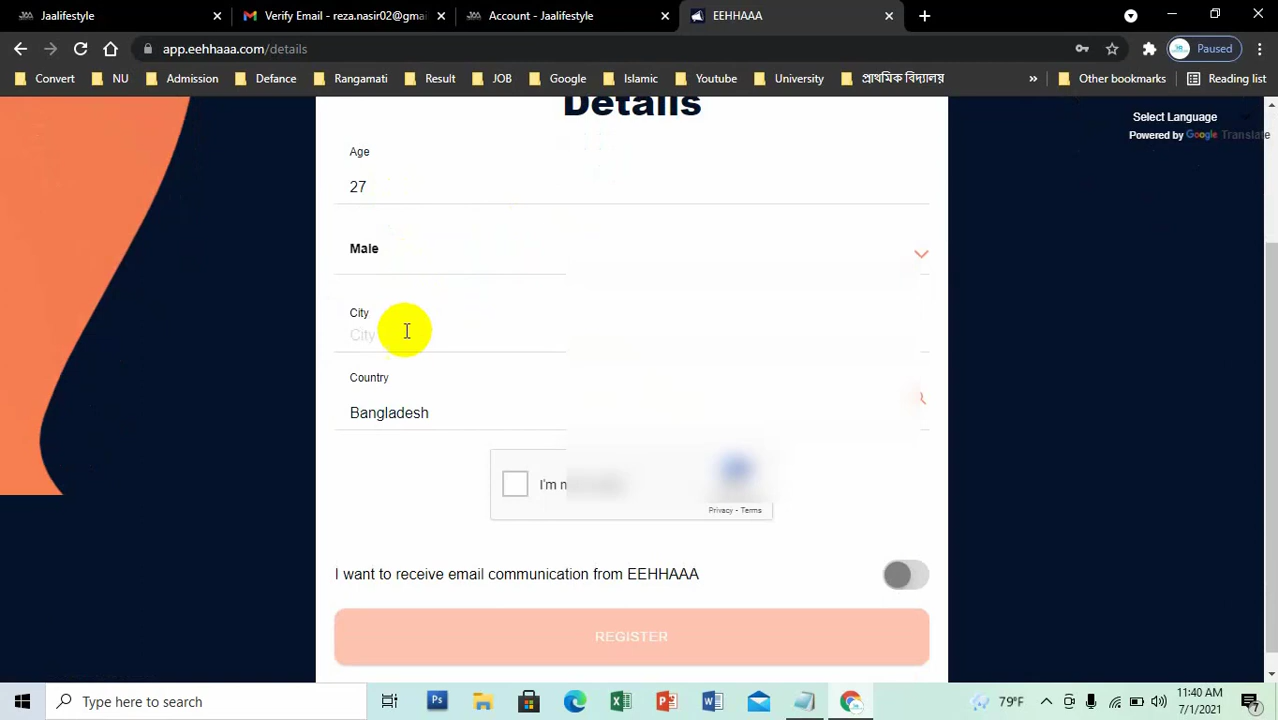 Jaalifestyle
Verify Email - reza.nasir02@gmai
Account - Jaalifestyle
EEHHAAA
app.eehhaaa.com/details
Paused
Convert NU Admission Defance Rangamati Result JOB Google Islamic Youtube University প্রাথমিক বিদ্যালয় » Other bookmarks Reading list
Details
Select Language
Powered by Google Translate
Age
27
Male
City
City
Country
Bangladesh
I'm n
Privacy - Terms
I want to receive email communication from EEHHAAA
REGISTER
Type here to search
79°F
11:40 AM
7/1/2021
7